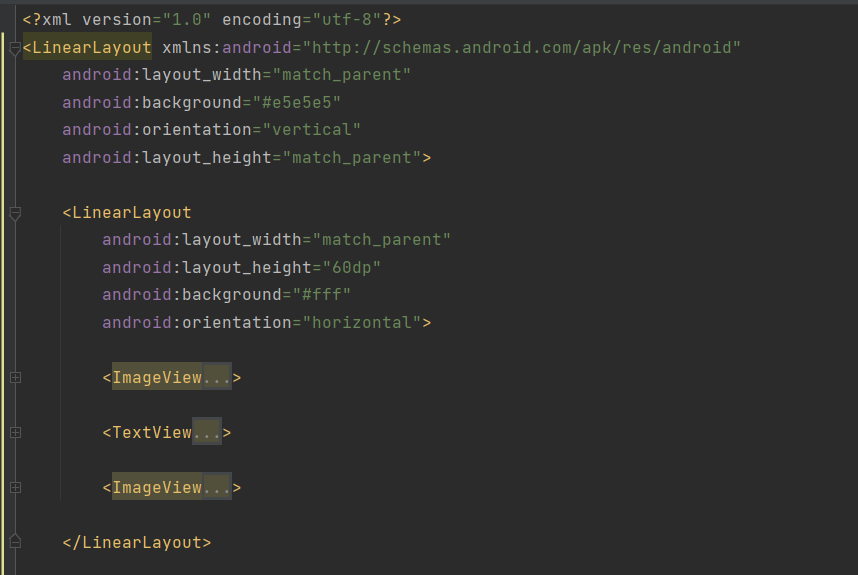 <?xml version="1.0" encoding="utf-8"?>
<LinearLayout xmlns:android="http://schemas.android.com/apk/res/android"
    android:layout_width="match_parent"
    android:background="#e5e5e5"
    android:orientation="vertical"
    android:layout_height="match_parent">

    <LinearLayout
        android:layout_width="match_parent"
        android:layout_height="60dp"
        android:background="#fff"
        android:orientation="horizontal">

        <ImageView...>

        <TextView...>

        <ImageView...>

    </LinearLayout>